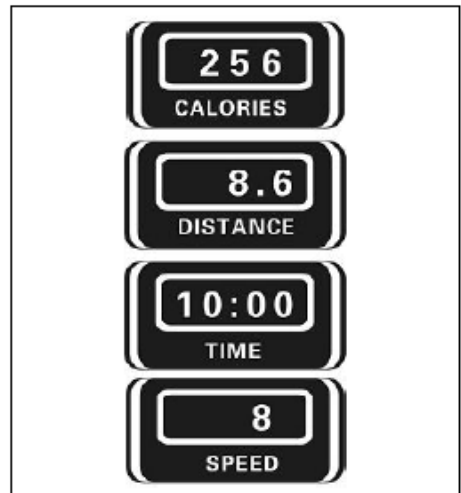 256
CALORIES
8.6
DISTANCE
10:00
TIME
8
SPEED